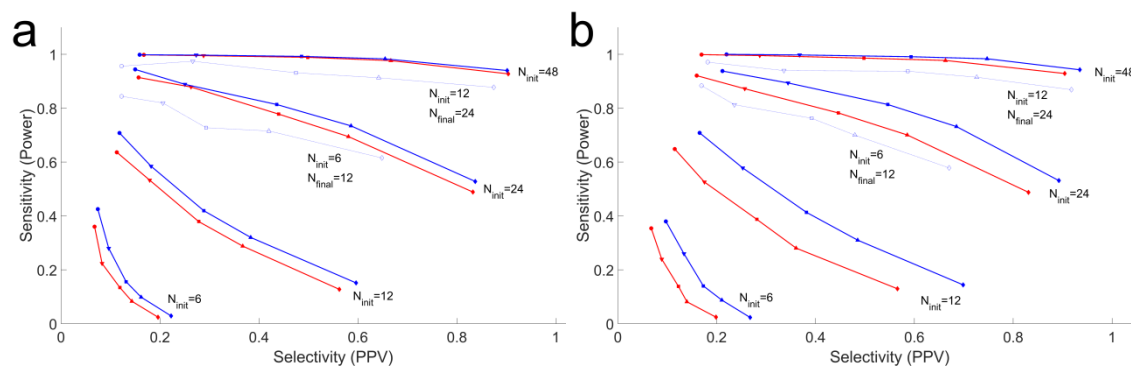 a
Sensitivity (Power)
1
0.8
0.6
0.4
0.2
0
N_init=48
N_init=12
N_final=24
N_init=6
N_final=12
N_init=24
N_init=12
N_init=6
0 0.2 0.4 0.6 0.8 1
Selectivity (PPV)
b
Sensitivity (Power)
1
0.8
0.6
0.4
0.2
0
48
N_init=12
N_final=24
N_init=6
N_final=12
N_init=24
N_init=12
N_init=6
0 0.2 0.4 0.6 0.8 1
Selectivity (PPV)